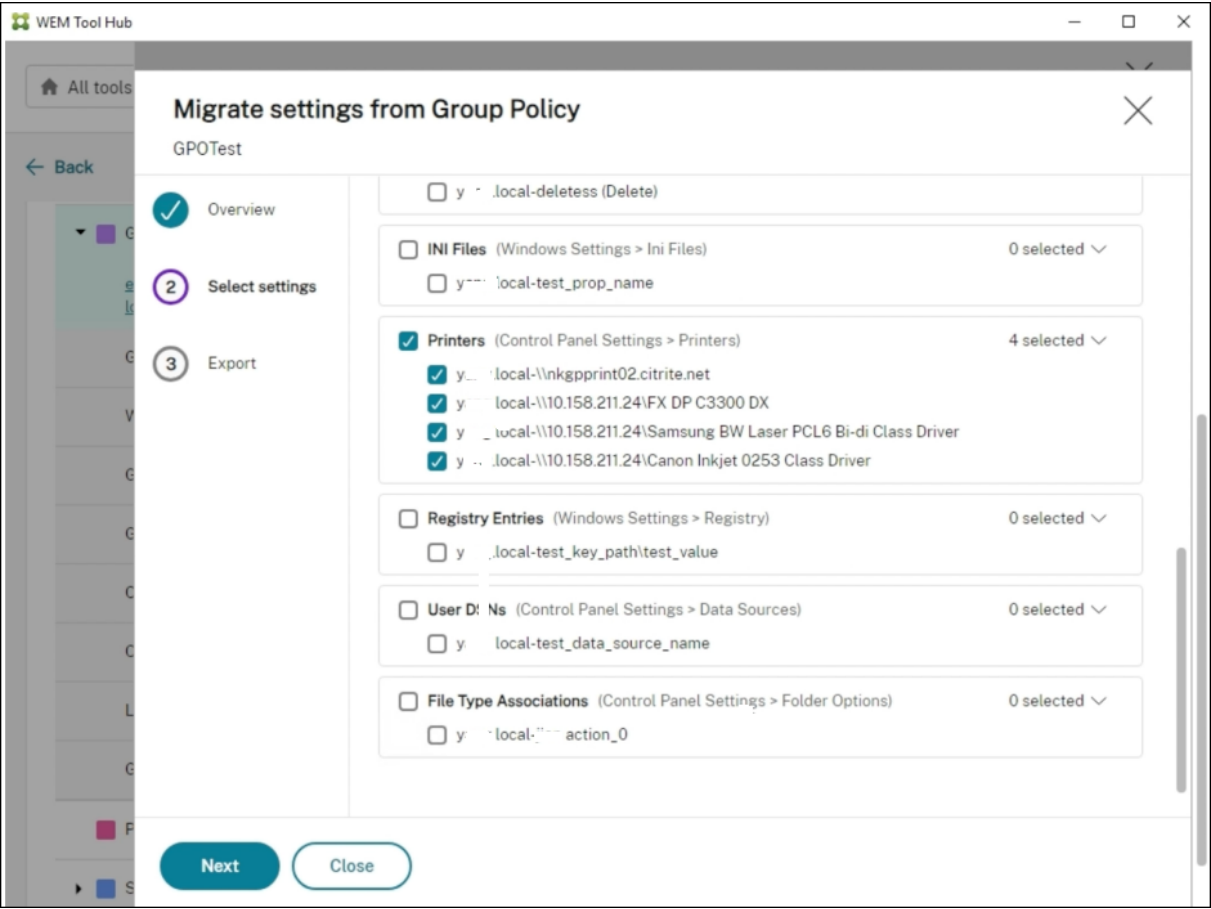 WEM Tool Hub
All tools
Migrate settings from Group Policy
GPOTest
Back
Overview
2 Select settings
3 Export
y .local-deletess (Delete)
INI Files (Windows Settings > Ini Files) 0 selected
y local-test_prop_name
Printers (Control Panel Settings > Printers) 4 selected
y .local-\\nkgpprint02.citrite.net
y local-\\10.158.211.24\FX DP C3300 DX
y local-\\10.158.211.24\Samsung BW Laser PCL6 Bi-di Class Driver
y .local-\\10.158.211.24\Canon Inkjet 0253 Class Driver
Registry Entries (Windows Settings > Registry) 0 selected
y .local-test_key_path\test_value
User DSNs (Control Panel Settings > Data Sources) 0 selected
y local-test_data_source_name
File Type Associations (Control Panel Settings > Folder Options) 0 selected
y local- action_0
G
e
lo
G
W
G
G
C
C
L
G
P
S
Next
Close